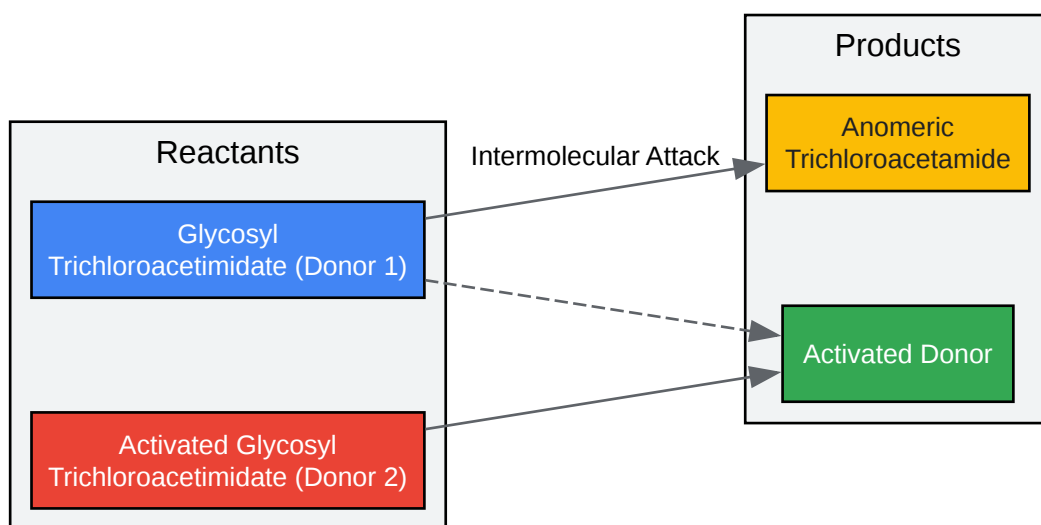 Reactants
Glycosyl
Trichloroacetimidate (Donor 1)
Activated Glycosyl
Trichloroacetimidate (Donor 2)
Intermolecular Attack
Products
Anomeric
Trichloroacetamide
Activated Donor